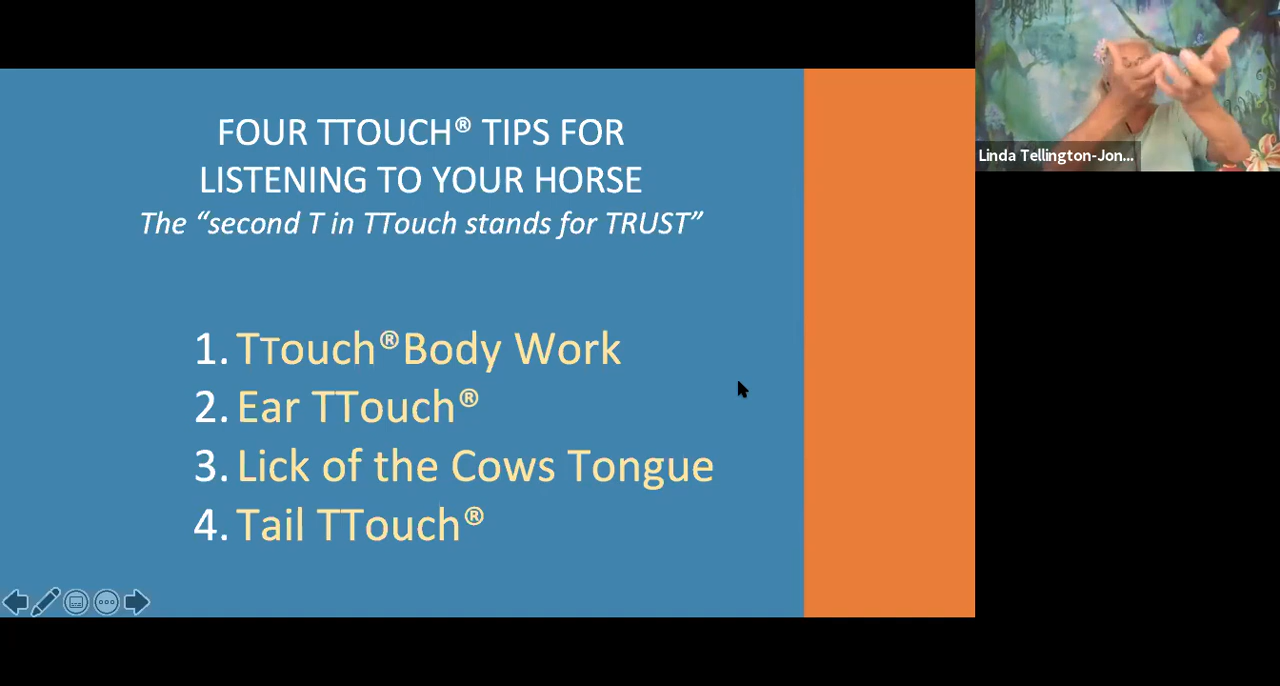 FOUR TTOUCH® TIPS FOR
LISTENING TO YOUR HORSE
The “second T in TTouch stands for TRUST”
1. TTouch®Body Work
2. Ear TTouch®
3. Lick of the Cows Tongue
4. Tail TTouch®
Linda Tellington-Jon...